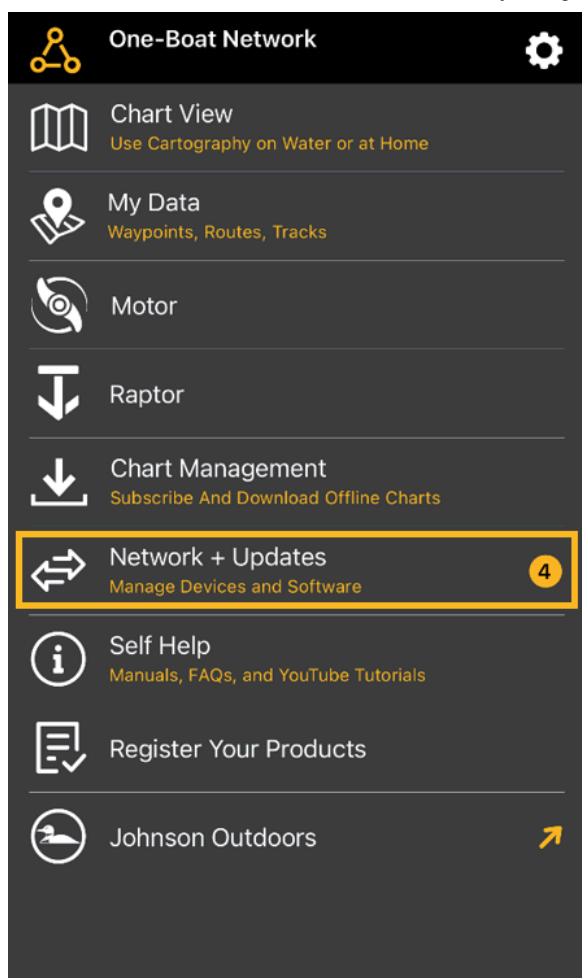 One-Boat Network
Chart View
Use Cartography on Water or at Home
My Data
Waypoints, Routes, Tracks
Motor
Raptor
Chart Management
Subscribe And Download Offline Charts
Network + Updates
4
Manage Devices and Software
Self Help
Manuals, FAQs, and YouTube Tutorials
Register Your Products
Johnson Outdoors